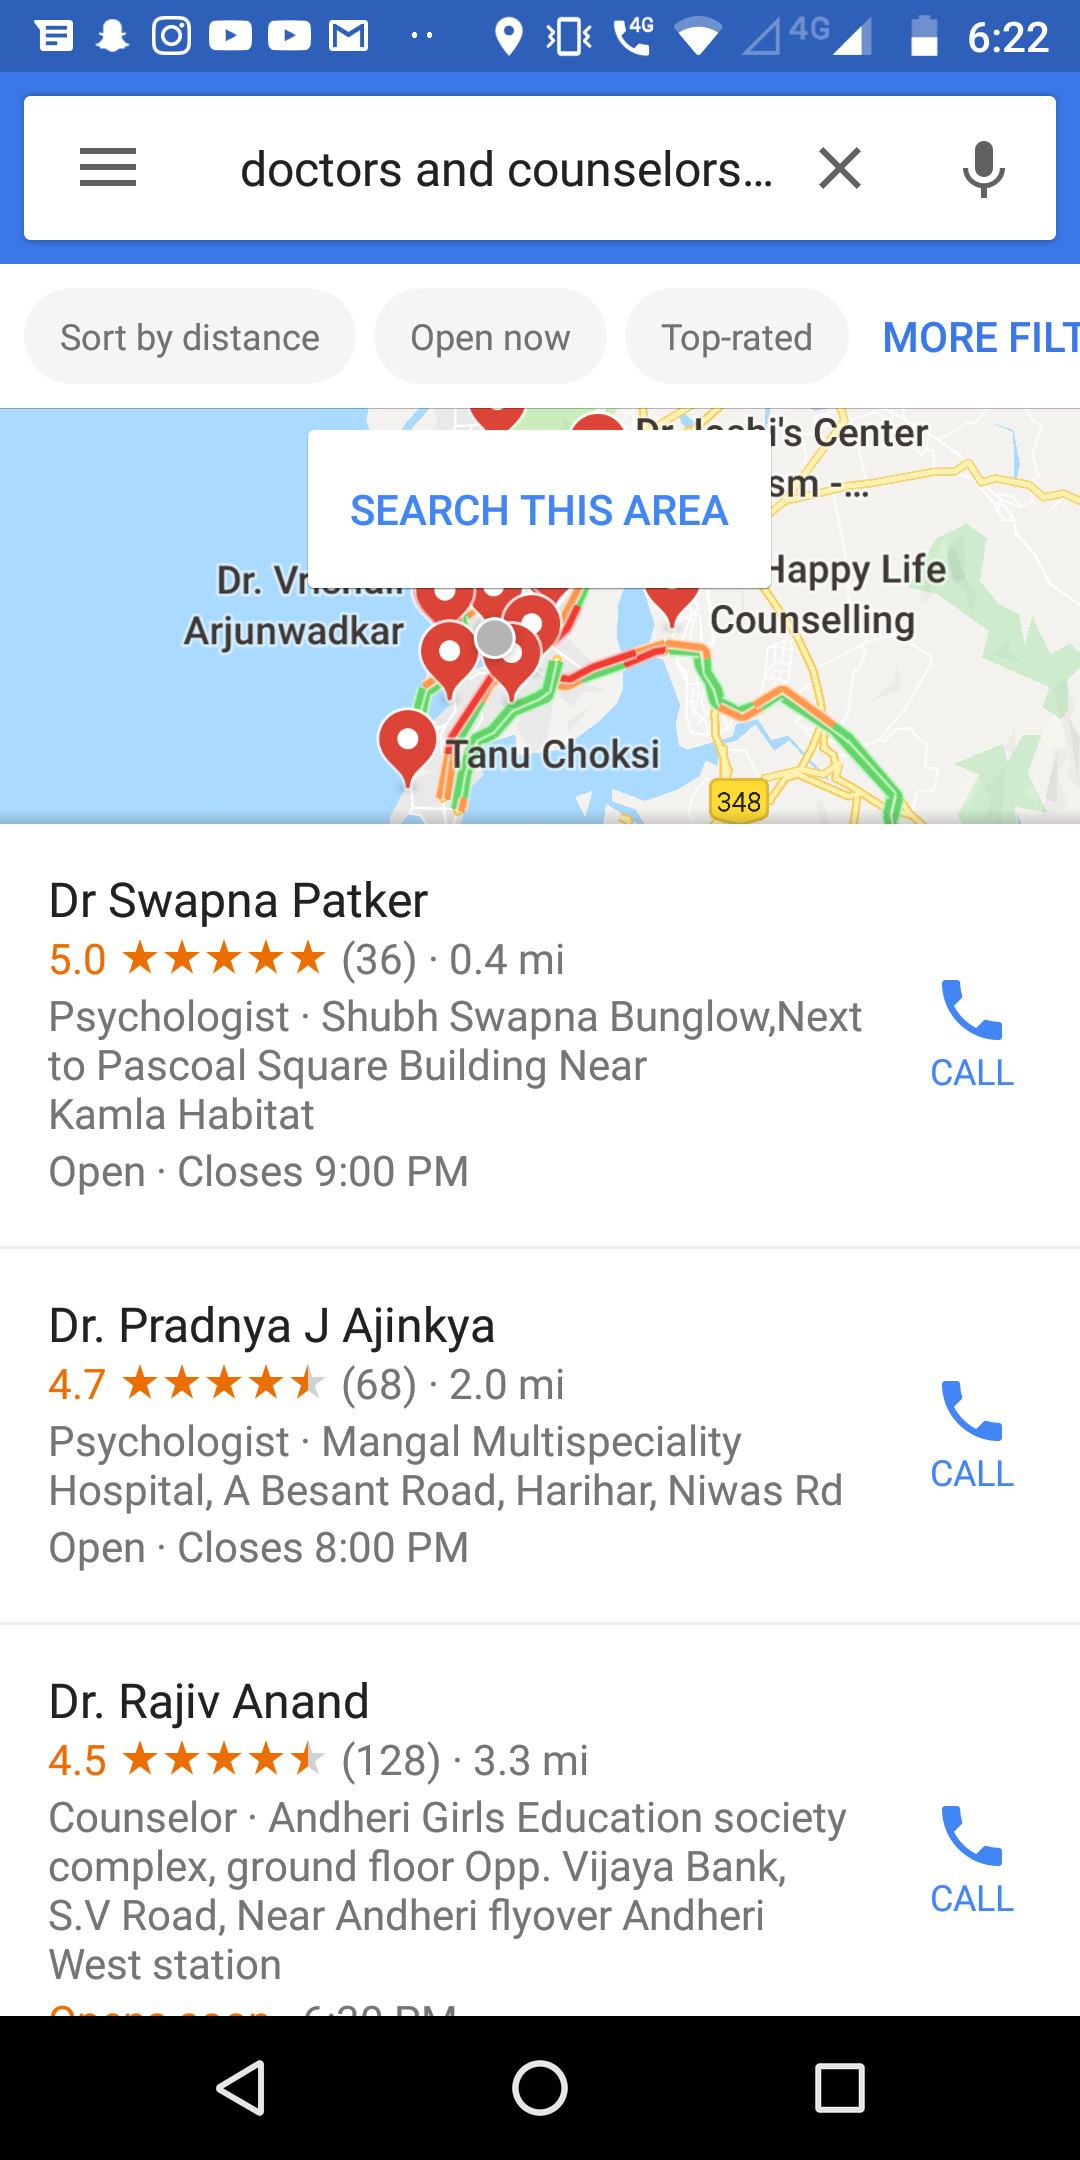 4G 4G 6:22
doctors and counselors...
Sort by distance Open now Top-rated MORE FILT
i's Center
sm -...
SEARCH THIS AREA
Dr.
Arjunwadkar
Happy Life
Counselling
Tanu Choksi
348
Dr Swapna Patker
5.0 ★★★★★ (36) · 0.4 mi
Psychologist · Shubh Swapna Bunglow,Next
to Pascoal Square Building Near
Kamla Habitat
Open · Closes 9:00 PM
CALL
Dr. Pradnya J Ajinkya
4.7 ★★★★★ (68) · 2.0 mi
Psychologist · Mangal Multispeciality
Hospital, A Besant Road, Harihar, Niwas Rd
Open · Closes 8:00 PM
CALL
Dr. Rajiv Anand
4.5 ★★★★★ (128) · 3.3 mi
Counselor · Andheri Girls Education society
complex, ground floor Opp. Vijaya Bank,
S.V Road, Near Andheri flyover Andheri
West station
CALL